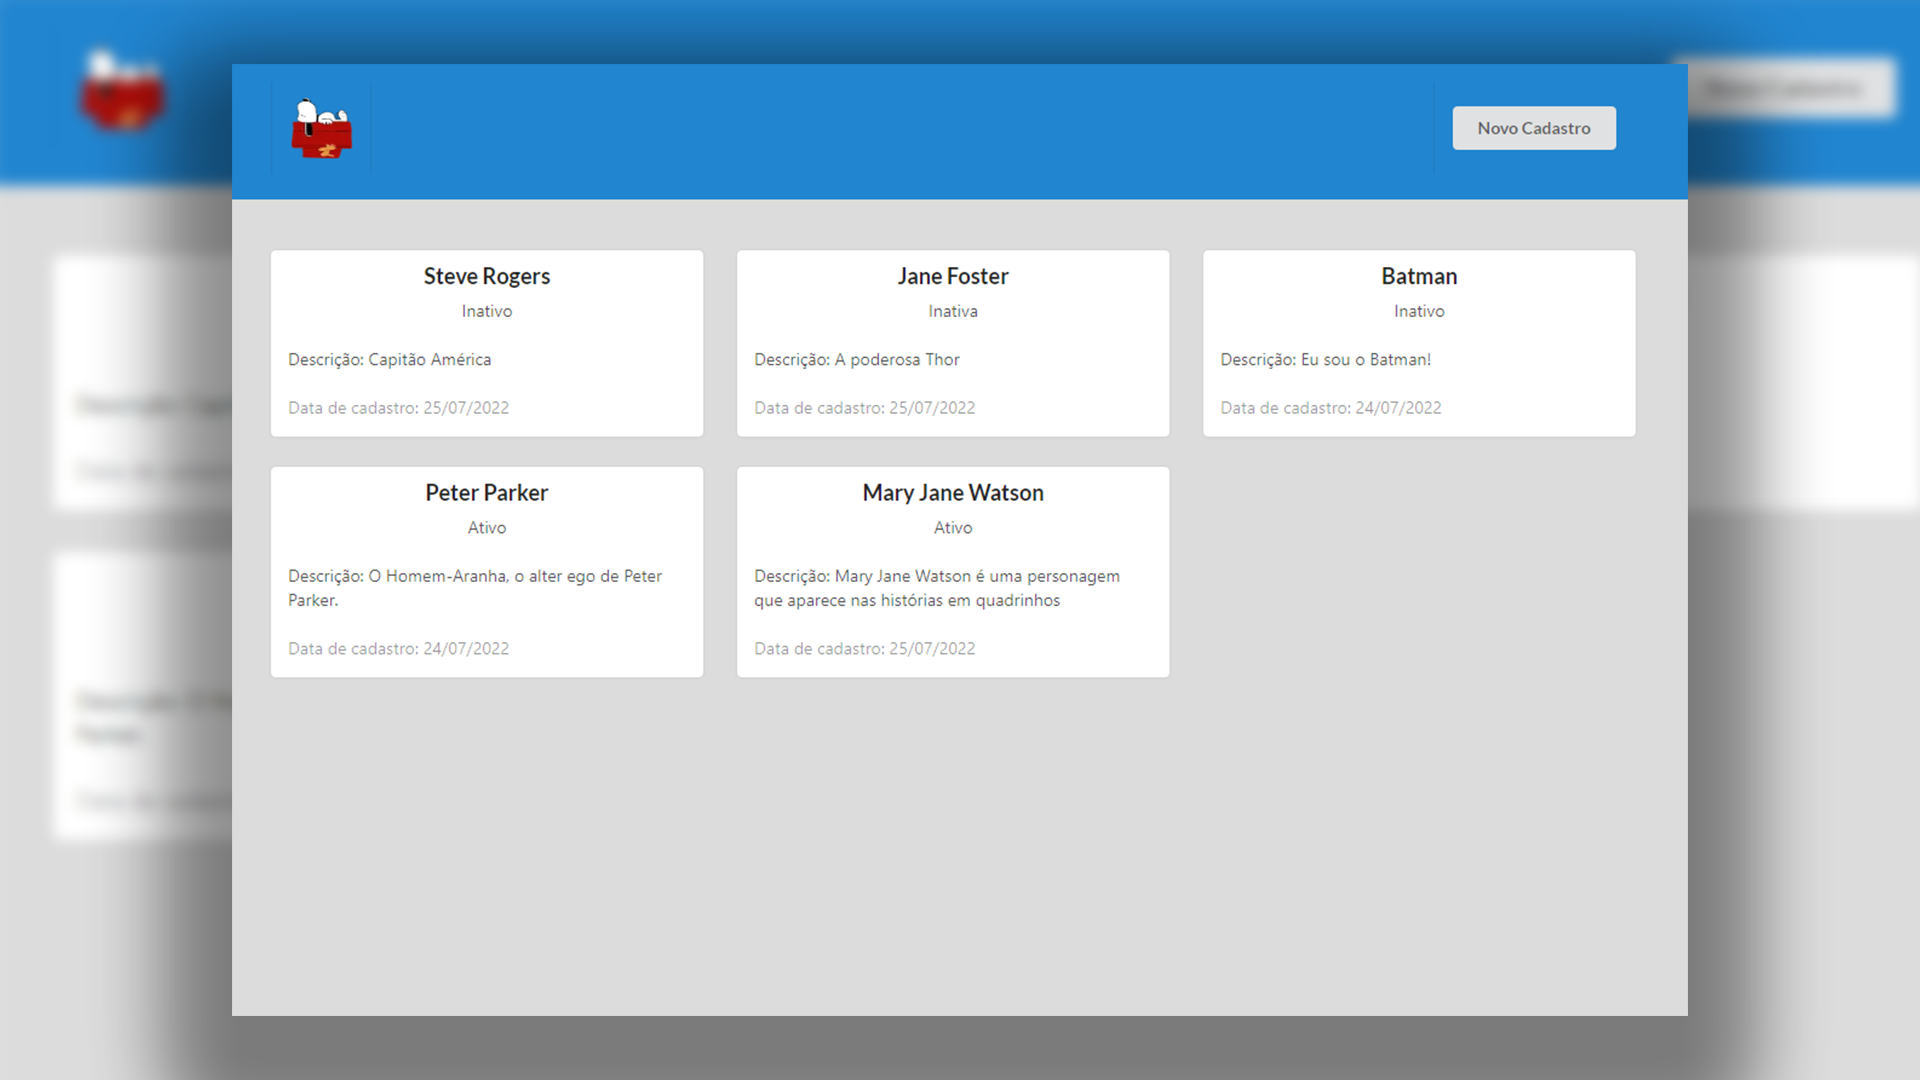 Novo Cadastro
Steve Rogers
Inativo
Descrição: Capitão América
Data de cadastro: 25/07/2022
Jane Foster
Inativa
Descrição: A poderosa Thor
Data de cadastro: 25/07/2022
Batman
Inativo
Descrição: Eu sou o Batman!
Data de cadastro: 24/07/2022
Peter Parker
Ativo
Descrição: O Homem-Aranha, o alter ego de Peter
Parker.
Data de cadastro: 24/07/2022
Mary Jane Watson
Ativo
Descrição: Mary Jane Watson é uma personagem
que aparece nas histórias em quadrinhos
Data de cadastro: 25/07/2022